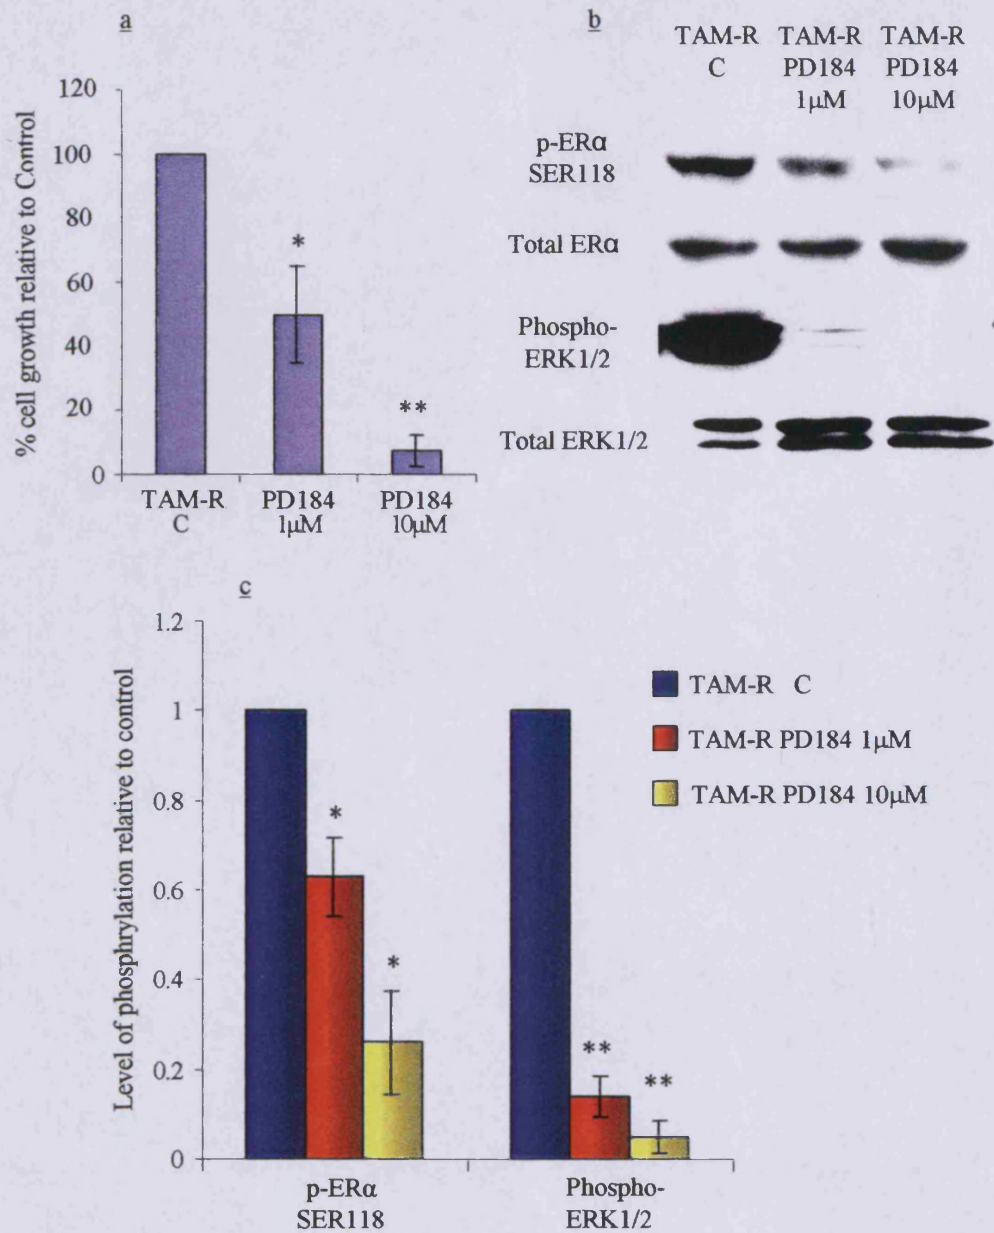 a
% cell growth relative to Control
120
100
80
60
40
20
0
*
**
TAM-R
C
PD184
1µM
PD184
10µM
b
TAM-R
C
TAM-R
PD184
1µM
TAM-R
PD184
10µM
p-ERα
SER118
Total ERα
Phospho-
ERK1/2
Total ERK1/2
c
Level of phosphrylation relative to control
1.2
1
0.8
0.6
0.4
0.2
0
*
*
**
**
p-ERα
SER118
Phospho-
ERK1/2
TAM-R C
TAM-R PD184 1µM
TAM-R PD184 10µM